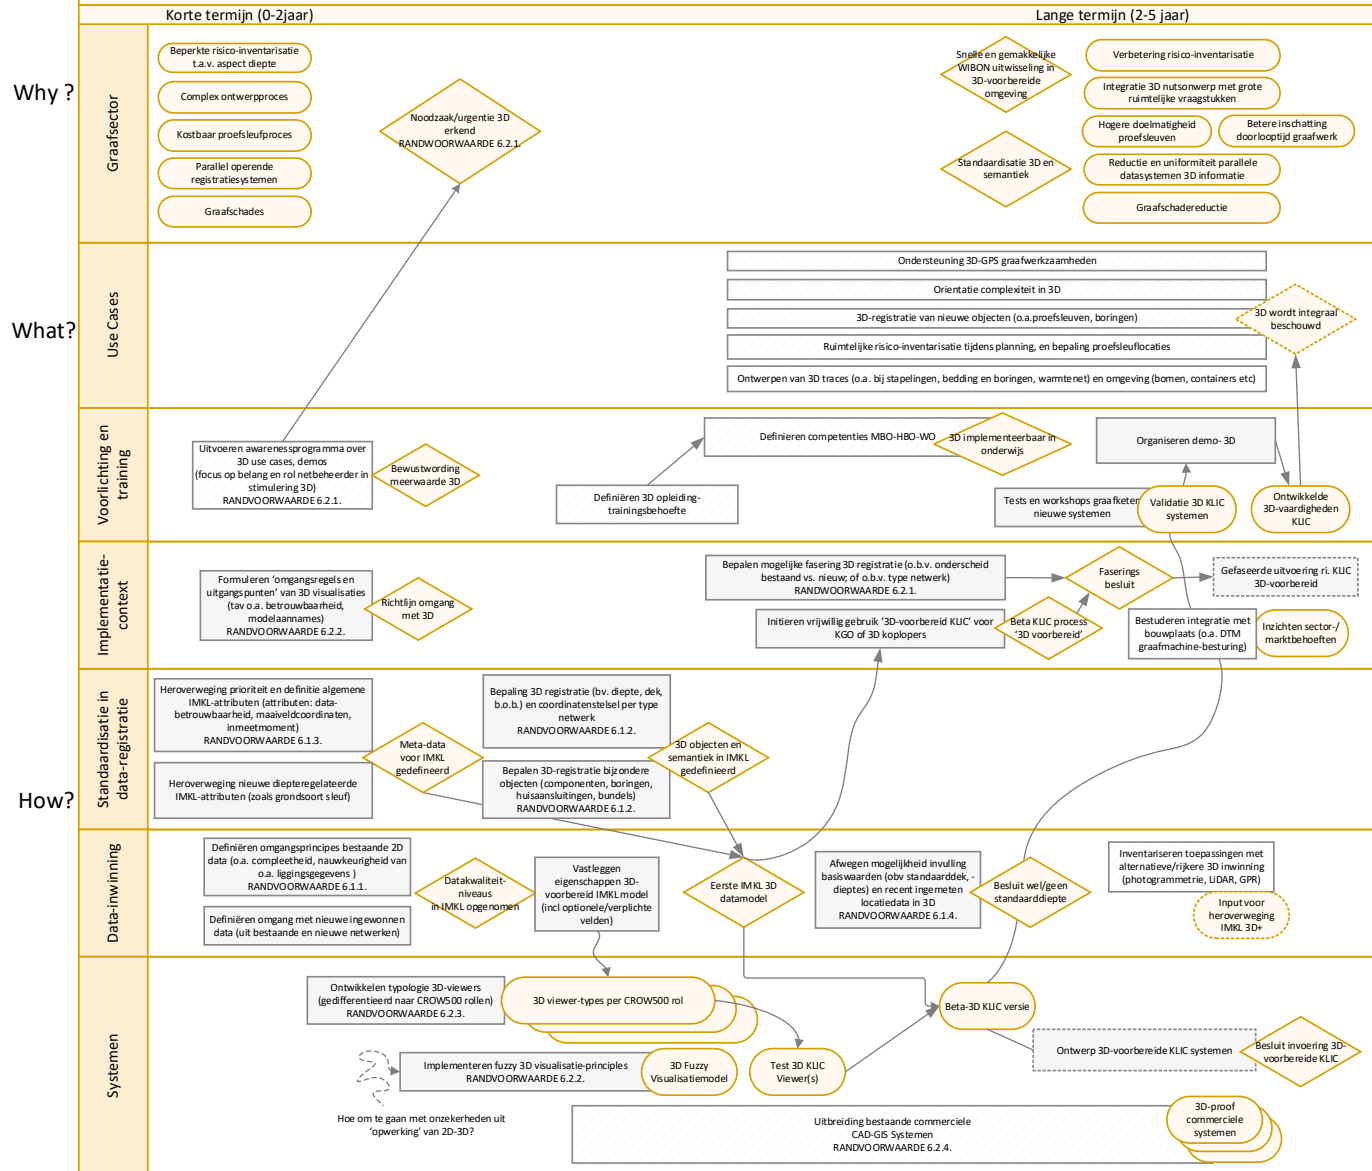 Korte termijn (0-2jaar)
Lange termijn (2-5 jaar)
Why ?
Graafsector
Beperkte risico-inventarisatie
t.a.v. aspect diepte
Complex ontwerpproces
Kostbaar proefsleufproces
Parallel operende
registratiesystemen
Graafschades
Noodzaak/urgentie 3D
erkend
RANDWOORWAARDE 6.2.1.
Snelle en gemakkelijke
WIBON uitwisseling in
3D-voorbereide
omgeving
Standaardisatie 3D en
semantiek
Verbetering risico-inventarisatie
Integratie 3D nutsonwerp met grote
ruimtelijke vraagstukken
Hogere doelmatigheid
proefsleuven
Betere inschatting
doorlooptijd graafwerk
Reductie en uniformiteit parallele
datasystemen 3D informatie
Graafschadereductie
What?
Use Cases
Ondersteuning 3D-GPS graafwerkzaamheden
Orientatie complexiteit in 3D
3D-registratie van nieuwe objecten (o.a.proefsleuven, boringen)
Ruimtelijke risico-inventarisatie tijdens planning, en bepaling proefsleuflocaties
Ontwerpen van 3D traces (o.a. bij stapelingen, bedding en boringen, warmtenet) en omgeving (bomen, containers etc)
3D wordt integraal
beschouwd
Voorlichting en
training
Uitvoeren awarenessprogramma over
3D use cases, demos
(focus op belang en rol netbeheerder in
stimulering 3D)
RANDVOORWAARDE 6.2.1.
Bewustwording
meerwaarde 3D
Definiëren 3D opleiding-
trainingsbehoefte
Definieren competenties MBO-HBO-WO
3D implementeerbaar in
onderwijs
Organiseren demo- 3D
Tests en workshops graafketen
nieuwe systemen
Validatie 3D KLIC
systemen
Ontwikkelde
3D-vaardigheden
KLIC
Implementatie-
context
Formuleren ‘omgangsregels en
uitgangspunten’ van 3D visualisaties
(tav o.a. betrouwbaarheid,
modelaannames)
RANDVOORWAARDE 6.2.2.
Richtlijn omgang
met 3D
Bepalen mogelijke fasering 3D registratie (o.b.v. onderscheid
bestaand vs. nieuw; of o.b.v. type netwerk)
RANDWOORWAARDE 6.2.1.
Initieren vrijwillig gebruik ‘3D-voorbereid KLIC’ voor
KGO of 3D koplopers
Beta KLIC process
‘3D voorbereid’
Faserings
besluit
Gefaseerde uitvoering ri. KLIC
3D-voorbereid
Bestuderen integratie met
bouwplaats (o.a. DTM
graafmachine-besturing)
Inzichten sector-/
marktbehoeften
How?
Standaardisatie in
data-registratie
Heroverweging prioriteit en definitie algemene
IMKL-attributen (attributen: data-
betrouwbaarheid, maaiveldcoordinaten,
inmeetmoment)
RANDVOORWAARDE 6.1.3.
Heroverweging nieuwe diepteregelateerde
IMKL-attributen (zoals grondsoort sleuf)
Meta-data
voor IMKL
gedefineerd
Bepaling 3D registratie (bv. diepte, dek,
b.o.b.) en coordinatenstelsel per type
netwerk
RANDVOORWAARDE 6.1.2.
Bepalen 3D-registratie bijzondere
objecten (componenten, boringen,
huisaansluitingen, bundels)
RANDVOORWAARDE 6.1.2.
3D objecten en
semantiek in IMKL
gedefinieerd
Data-inwinning
Definiëren omgangsprincipes bestaande 2D
data (o.a. compleetheid, nauwkeurigheid van
o.a. liggingsgegevens )
RANDVOORWAARDE 6.1.1.
Definiëren omgang met nieuwe ingewonnen
data (uit bestaande en nieuwe netwerken)
Datakwaliteit-
niveaus
in IMKL opgenomen
Vastleggen
eigenschappen 3D-
voorbereid IMKL model
(incl optionele/verplichte
velden)
Eerste IMKL 3D
datamodel
Afwegen mogelijkheid invulling
basiswaarden (obv standaarddek, -
dieptes) en recent ingemeten
locatiedata in 3D
RANDVOORWAARDE 6.1.4.
Besluit wel/geen
standaarddiepte
Inventariseren toepassingen met
alternatieve/rijkere 3D inwinning
(photogrammetrie, LiDAR, GPR)
Input voor
heroverweging
IMKL 3D+
Systemen
Ontwikkelen typologie 3D-viewers
(gedifferentieerd naar CROW500 rollen)
RANDVOORWAARDE 6.2.3.
3D viewer-types per CROW500 rol
Implementeren fuzzy 3D visualisatie-principles
RANDVOORWAARDE 6.2.2.
3D Fuzzy
Visualisatiemodel
Test 3D KLIC
Viewer(s)
Beta-3D KLIC versie
Ontwerp 3D-voorbereide KLIC systemen
Besluit invoering 3D-
voorbereide KLIC
Hoe om te gaan met onzekerheden uit
‘opwerking’ van 2D-3D?
Uitbreiding bestaande commerciele
CAD-GIS Systemen
RANDVOORWAARDE 6.2.4.
3D-proof
commerciele
systemen